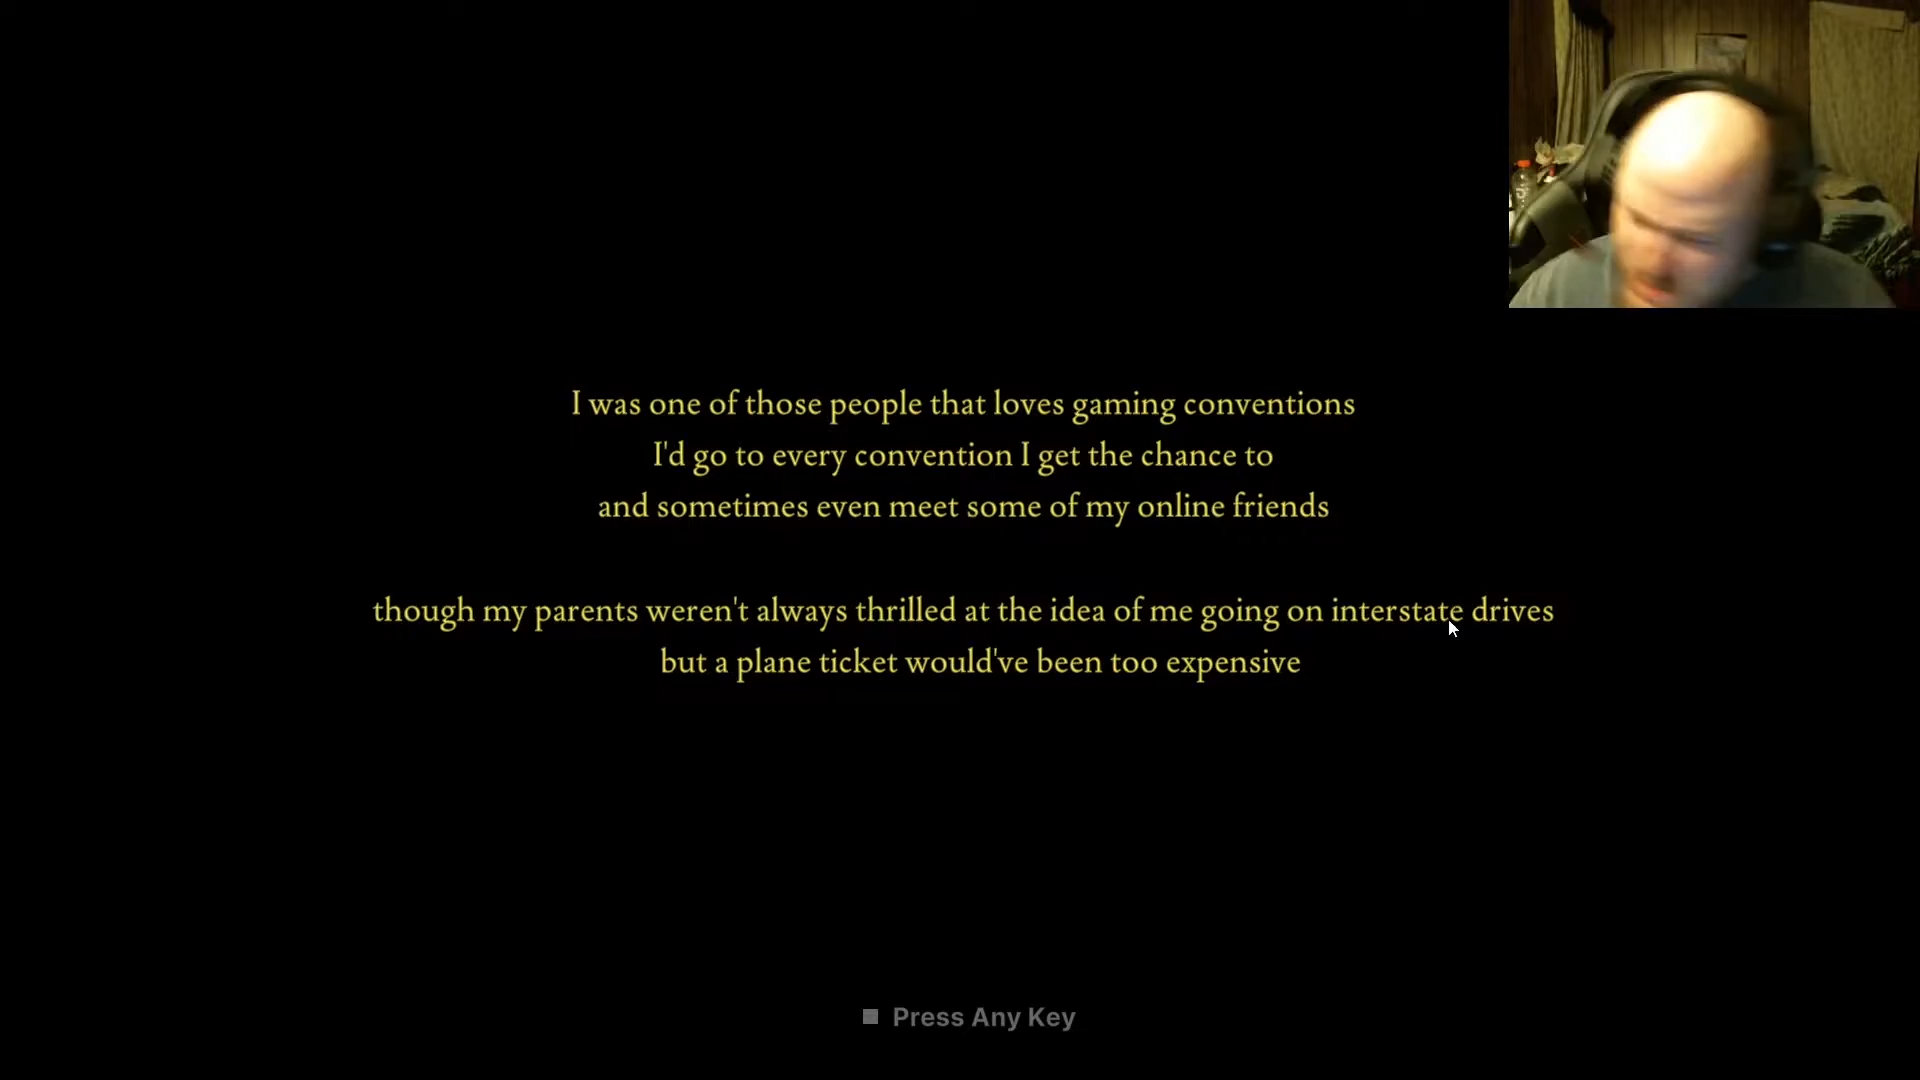 I was one of those people that loves gaming conventions
I'd go to every convention I get the chance to
and sometimes even meet some of my online friends
though my parents weren't always thrilled at the idea of me going on interstate drives
but a plane ticket would've been too expensive
Press Any Key